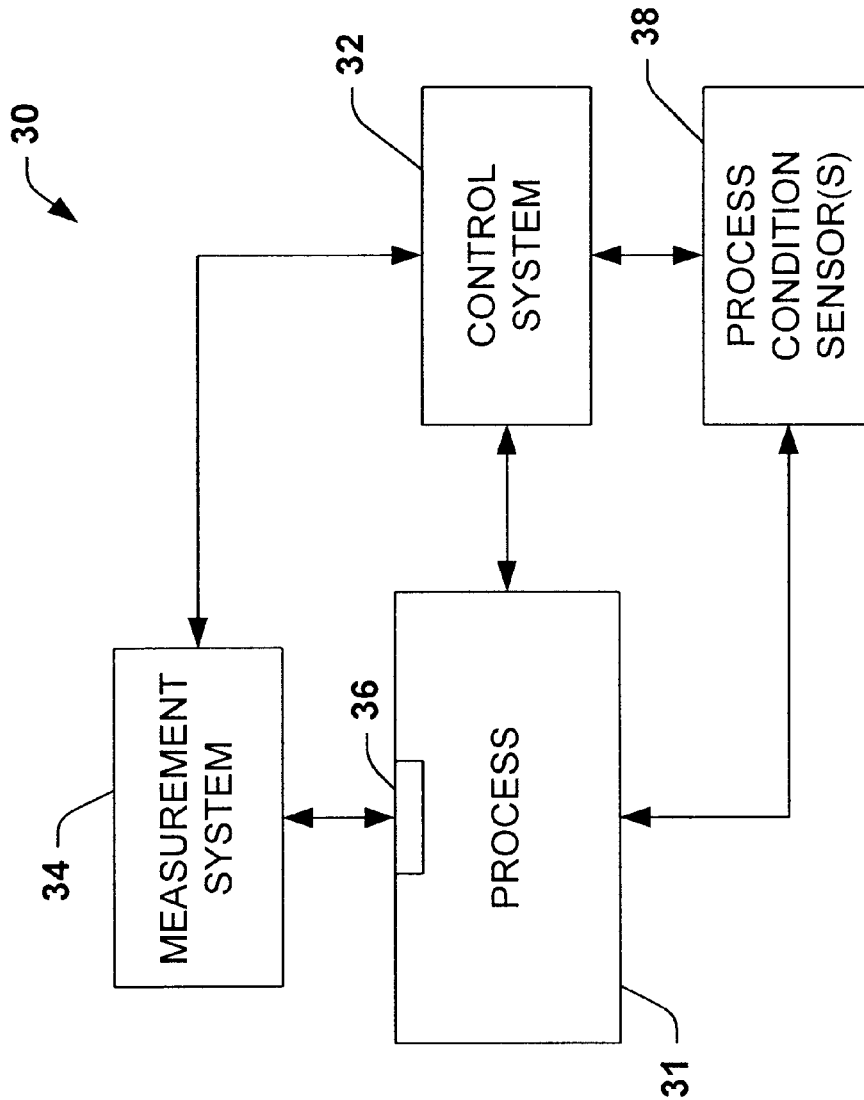 30
34
MEASUREMENT
SYSTEM
36
PROCESS
31
32
CONTROL
SYSTEM
38
PROCESS
CONDITION
SENSOR(S)